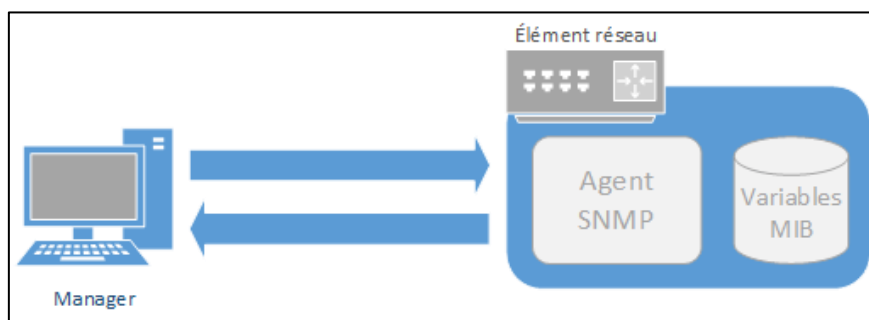 Élément réseau
Agent
SNMP
Variables
MIB
Manager